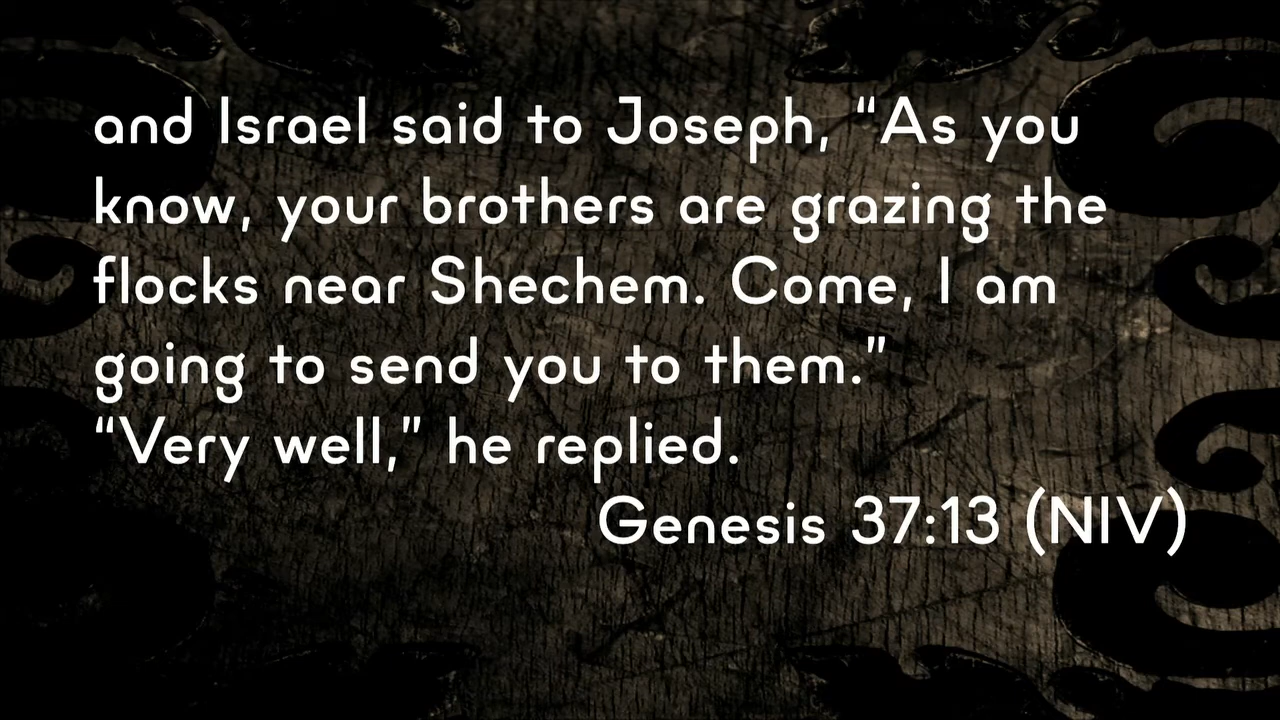 and Israel said to Joseph, “As you
know, your brothers are grazing the
flocks near Shechem. Come, I am
going to send you to them.”
“Very well,” he replied.
Genesis 37:13 (NIV)